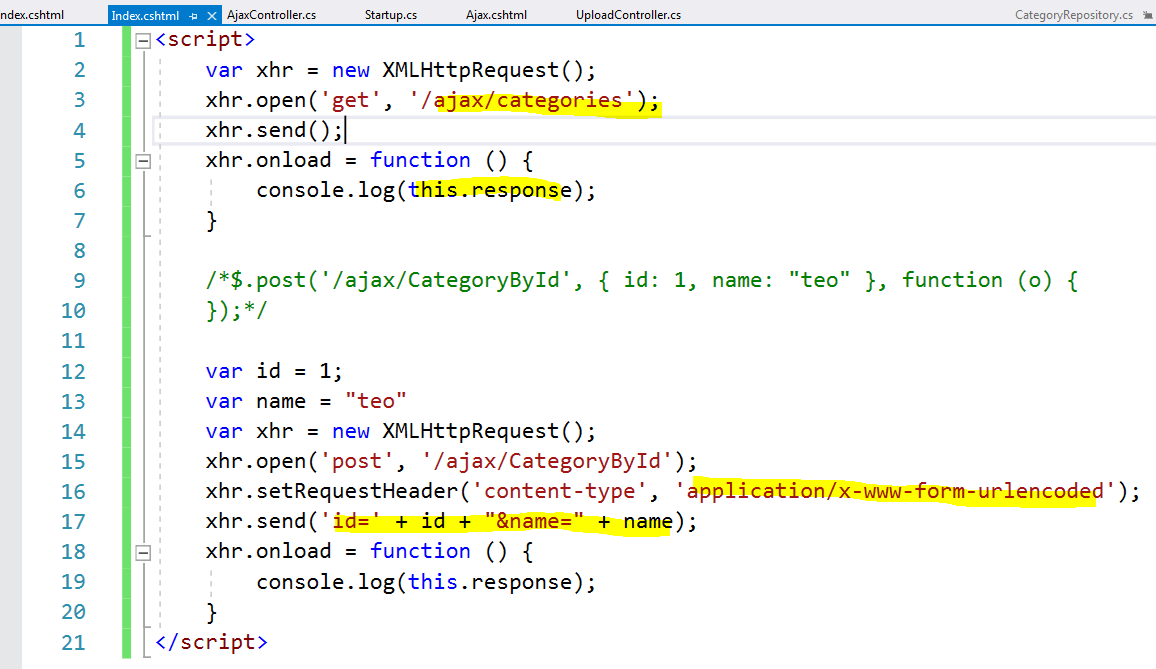 ndex.cshtml Index.cshtml AjaxController.cs Startup.cs Ajax.cshtml UploadController.cs CategoryRepository.cs
1 <script>
2 var xhr = new XMLHttpRequest();
3 xhr.open('get', '/ajax/categories');
4 xhr.send();
5 xhr.onload = function () {
6 console.log(this.response);
7 }
8
9 /*$.post('/ajax/CategoryById', { id: 1, name: "teo" }, function (o) {
10 });*/
11
12 var id = 1;
13 var name = "teo"
14 var xhr = new XMLHttpRequest();
15 xhr.open('post', '/ajax/CategoryById');
16 xhr.setRequestHeader('content-type', 'application/x-www-form-urlencoded');
17 xhr.send('id=' + id + "&name=" + name);
18 xhr.onload = function () {
19 console.log(this.response);
20 }
21 </script>